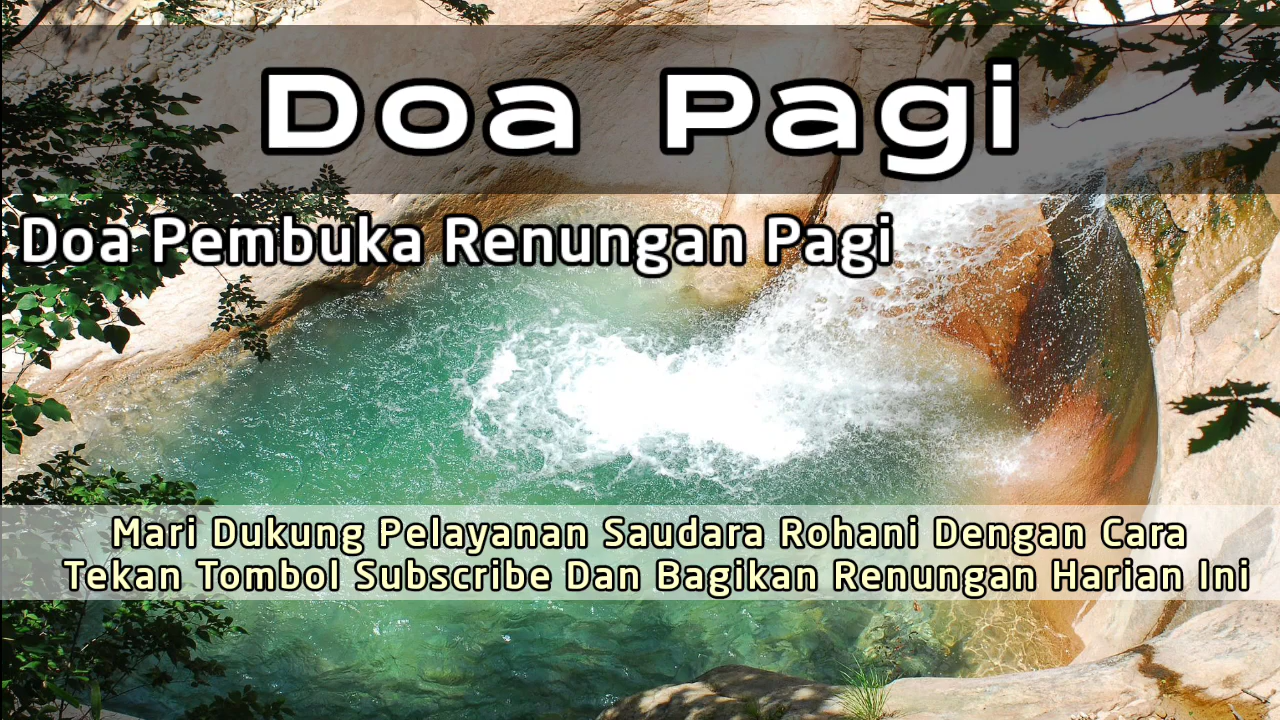 Doa Pagi
Doa Pembuka Renungan Pagi
Mari Dukung Pelayanan Saudara Rohani Dengan Cara
Tekan Tombol Subscribe Dan Bagikan Renungan Harian Ini